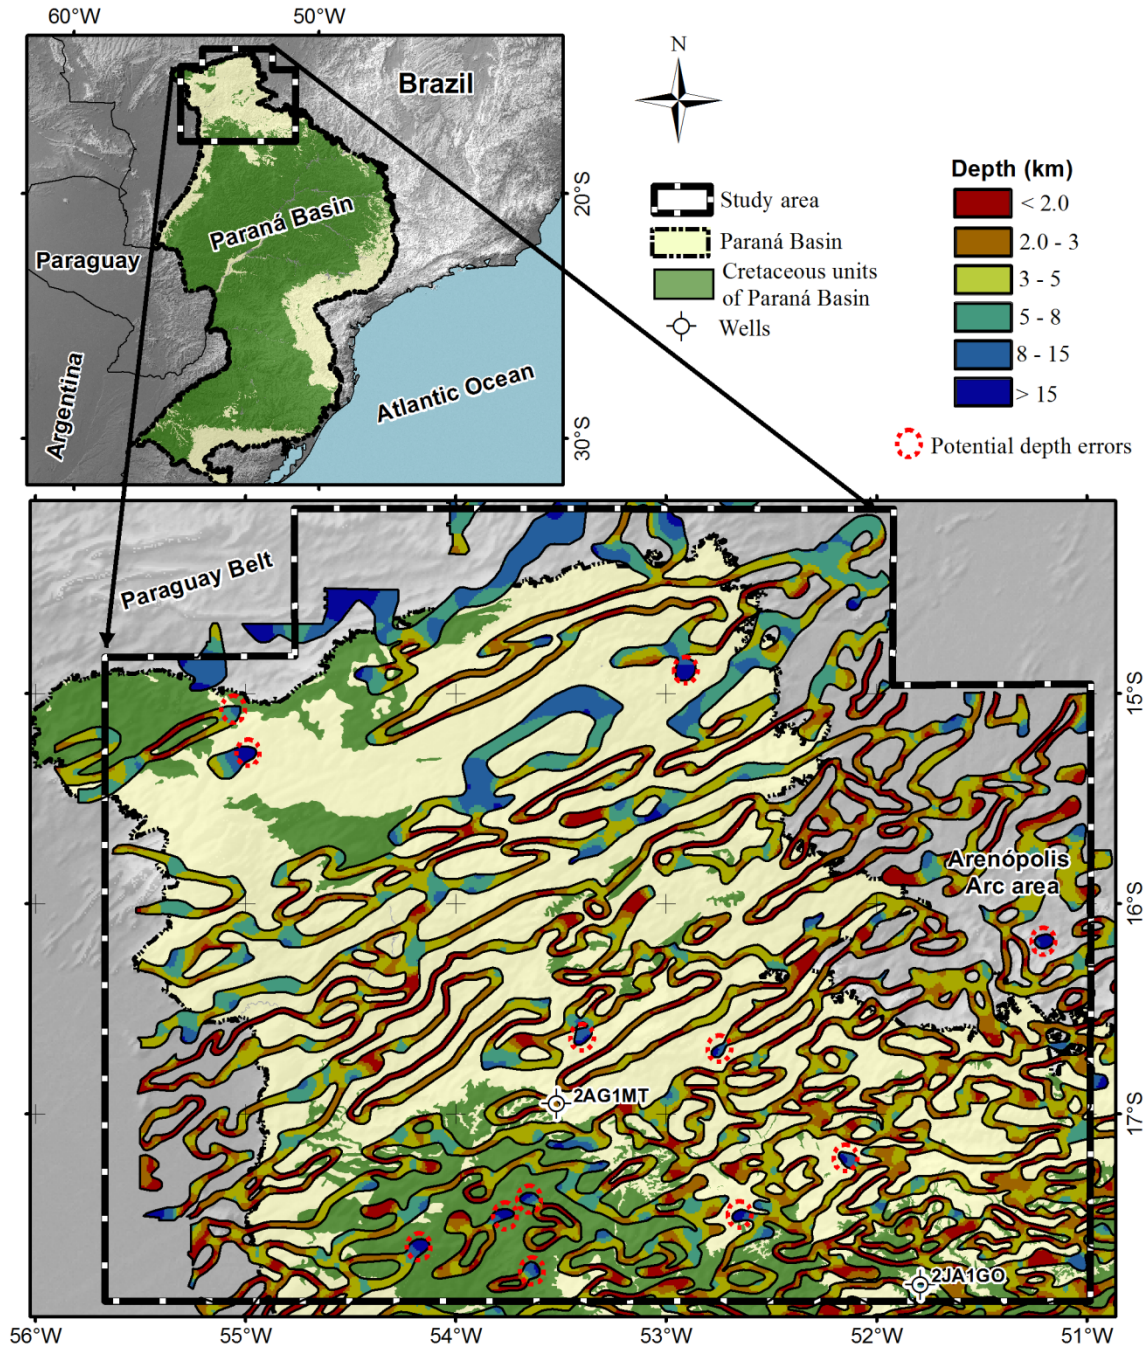 60°W
50°W
Brazil
Paraná Basin
Paraguay
Argentina
Atlantic Ocean
20°S
30°S
N
Study area
Paraná Basin
Cretaceous units
of Paraná Basin
Wells
Depth (km)
< 2.0
2.0 - 3
3 - 5
5 - 8
8 - 15
> 15
Potential depth errors
Paraguay Belt
Arenópolis
Arc area
2AG1MT
2JA1GO
15°S
16°S
17°S
56°W
55°W
54°W
53°W
52°W
51°W